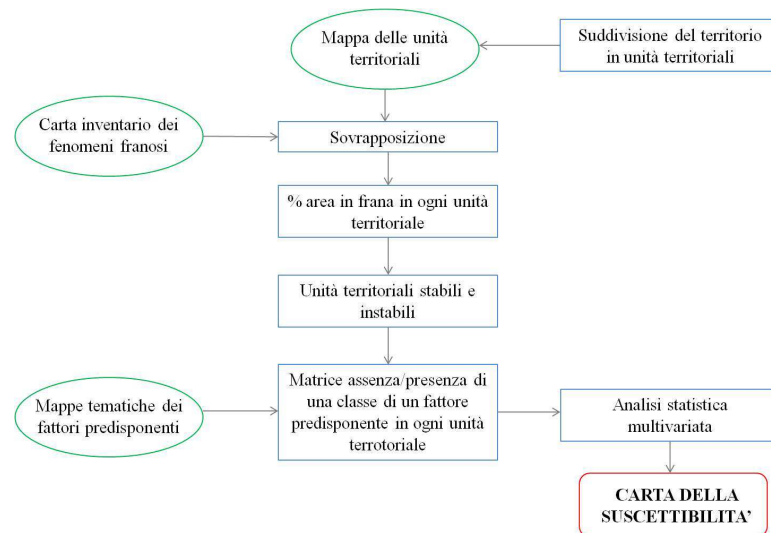 Mappa delle unità
territoriali
Suddivisione del territorio
in unità territoriali
Carta inventario dei
fenomeni franosi
Sovrapposizione
% area in frana in ogni unità
territoriale
Unità territoriali stabili e
instabili
Mappe tematiche dei
fattori predisponenti
Matrice assenza/presenza di
una classe di un fattore
predisponente in ogni unità
terrotoriale
Analisi statistica
multivariata
CARTA DELLA
SUSCETTIBILITA’